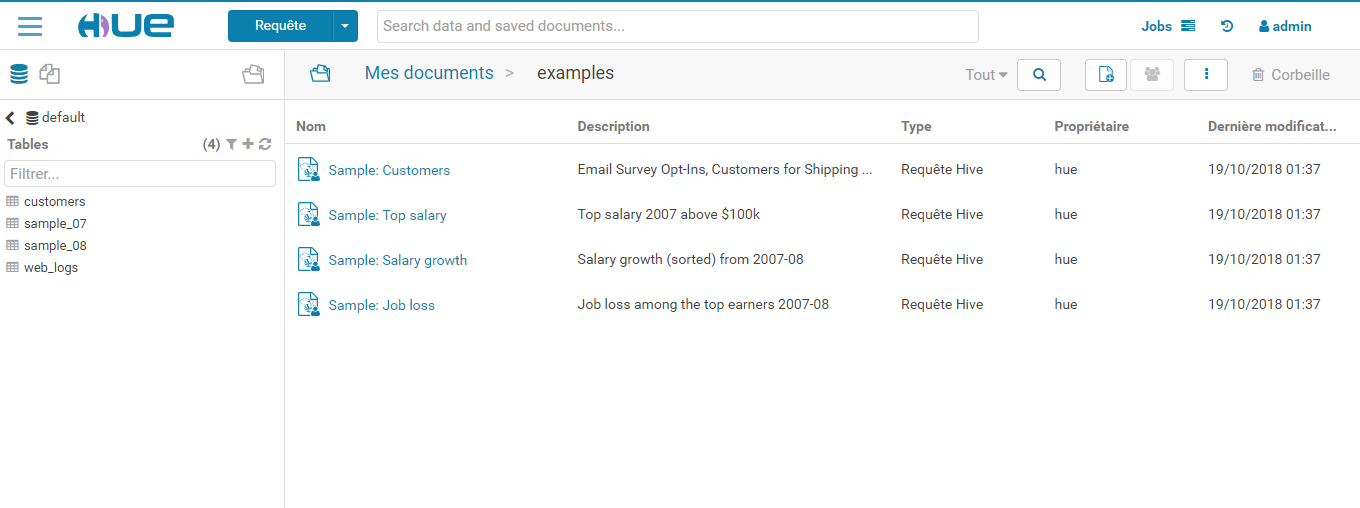 HUE Requête Search data and saved documents... Jobs admin
Mes documents > examples Tout Corbeille
default
Tables (4)
Filtrer...
customers
sample_07
sample_08
web_logs
Nom Description Type Propriétaire Dernière modificat...
Sample: Customers Email Survey Opt-Ins, Customers for Shipping ... Requête Hive hue 19/10/2018 01:37
Sample: Top salary Top salary 2007 above $100k Requête Hive hue 19/10/2018 01:37
Sample: Salary growth Salary growth (sorted) from 2007-08 Requête Hive hue 19/10/2018 01:37
Sample: Job loss Job loss among the top earners 2007-08 Requête Hive hue 19/10/2018 01:37